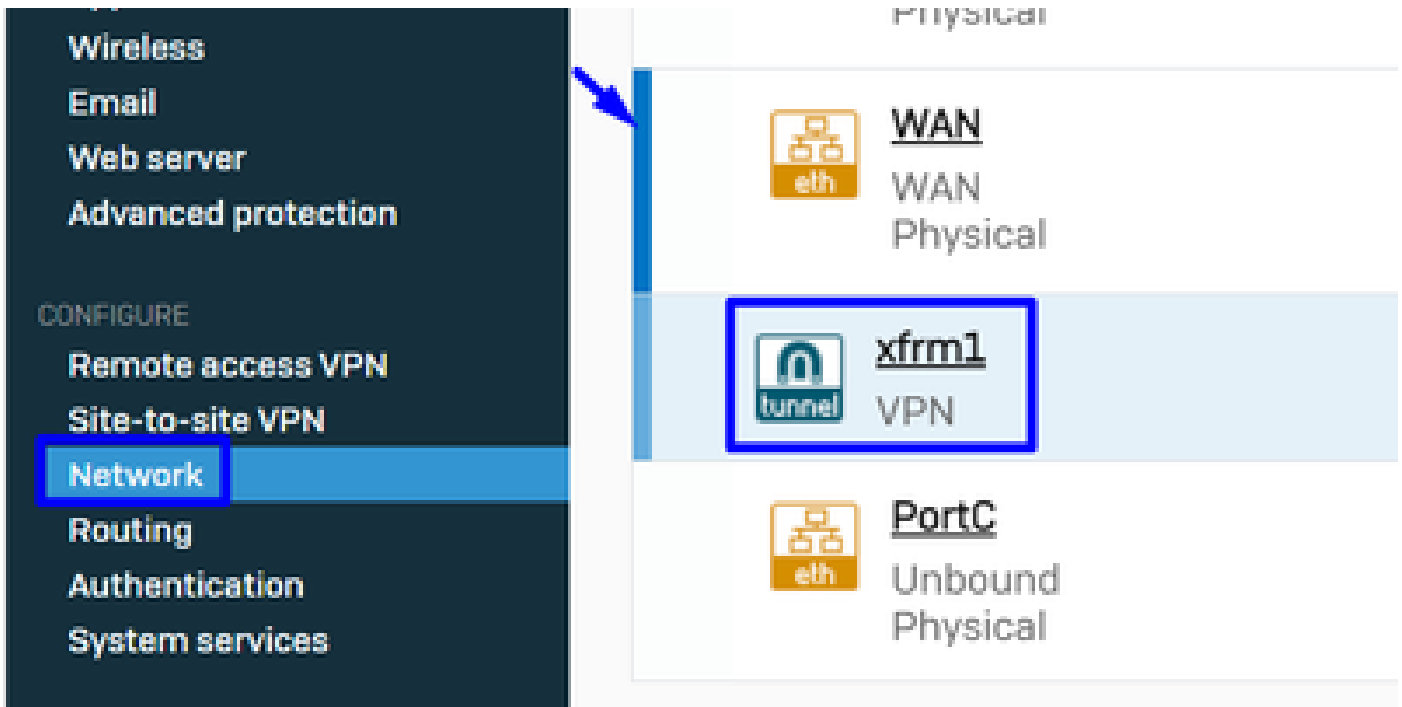 Wireless
Email
Web server
Advanced protection
CONFIGURE
Remote access VPN
Site-to-site VPN
Network
Routing
Authentication
System services
Physical
eth
WAN
WAN
Physical
tunnel
xfrm1
VPN
eth
PortC
Unbound
Physical